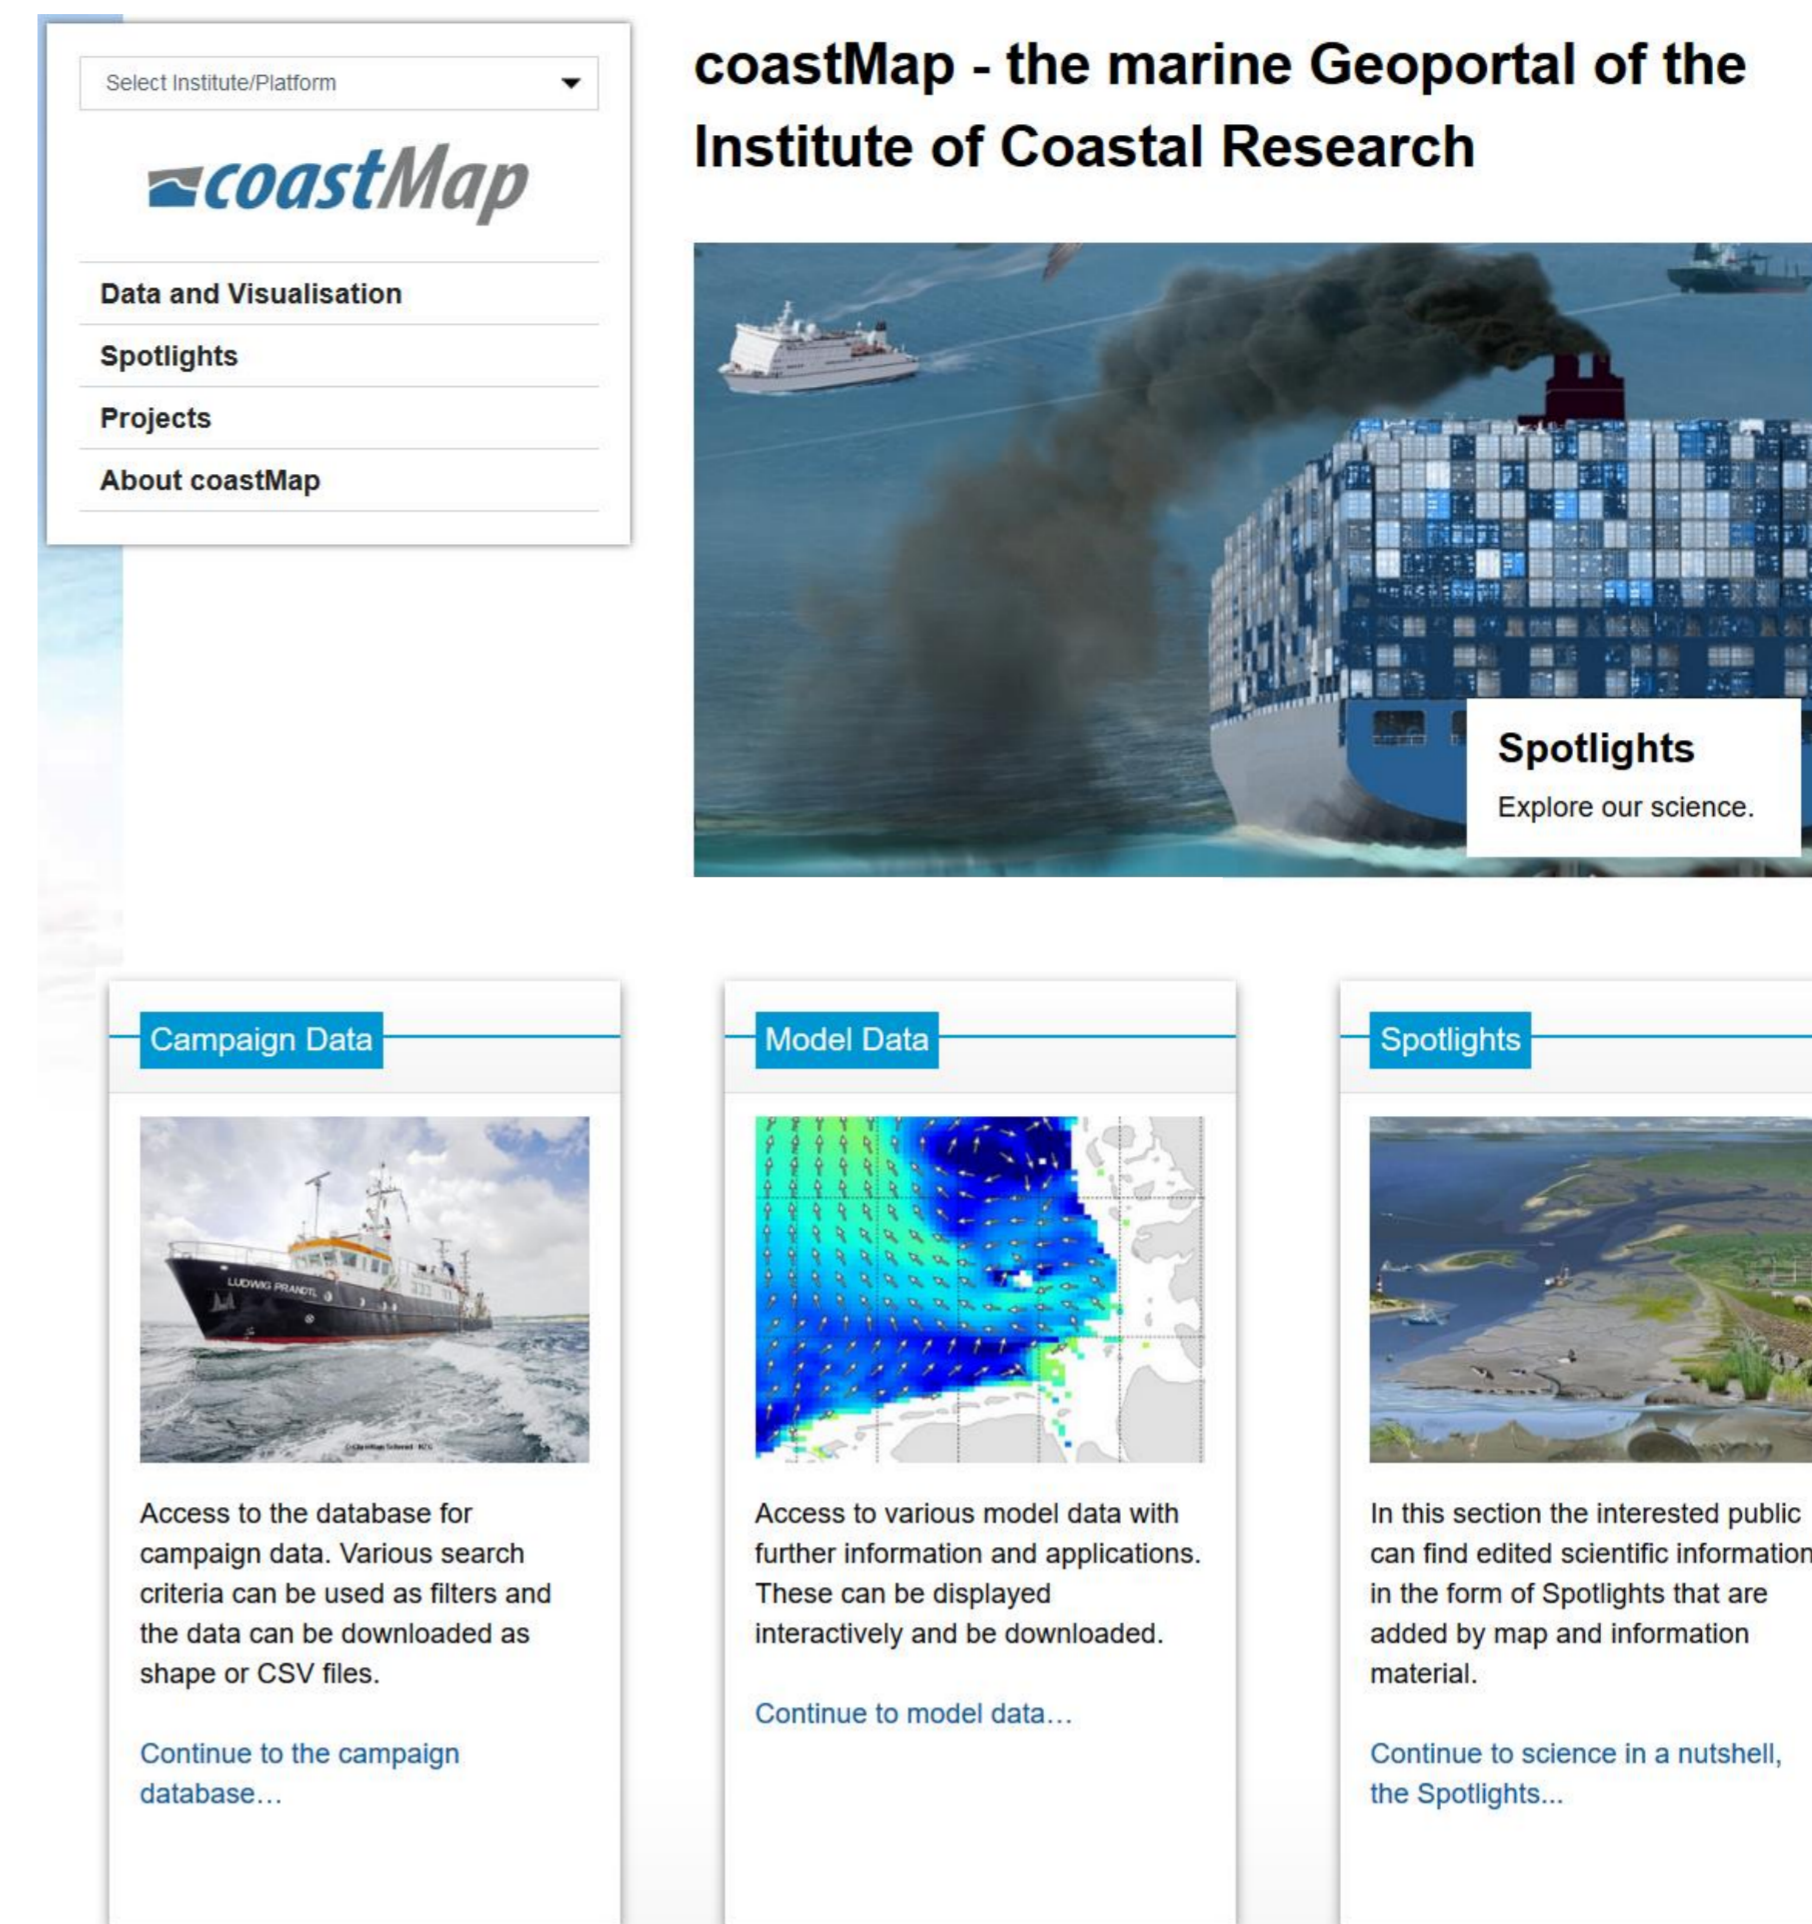 Select Institute/Platform
coastMap
Data and Visualisation
Spotlights
Projects
About coastMap
coastMap - the marine Geoportal of the
Institute of Coastal Research
Spotlights
Explore our science.
Campaign Data
LUDWIG PRANDTL
©Christian Schmid - HZG
Access to the database for
campaign data. Various search
criteria can be used as filters and
the data can be downloaded as
shape or CSV files.
Continue to the campaign
database…
Model Data
Access to various model data with
further information and applications.
These can be displayed
interactively and be downloaded.
Continue to model data…
Spotlights
In this section the interested public
can find edited scientific information
in the form of Spotlights that are
added by map and information
material.
Continue to science in a nutshell,
the Spotlights...